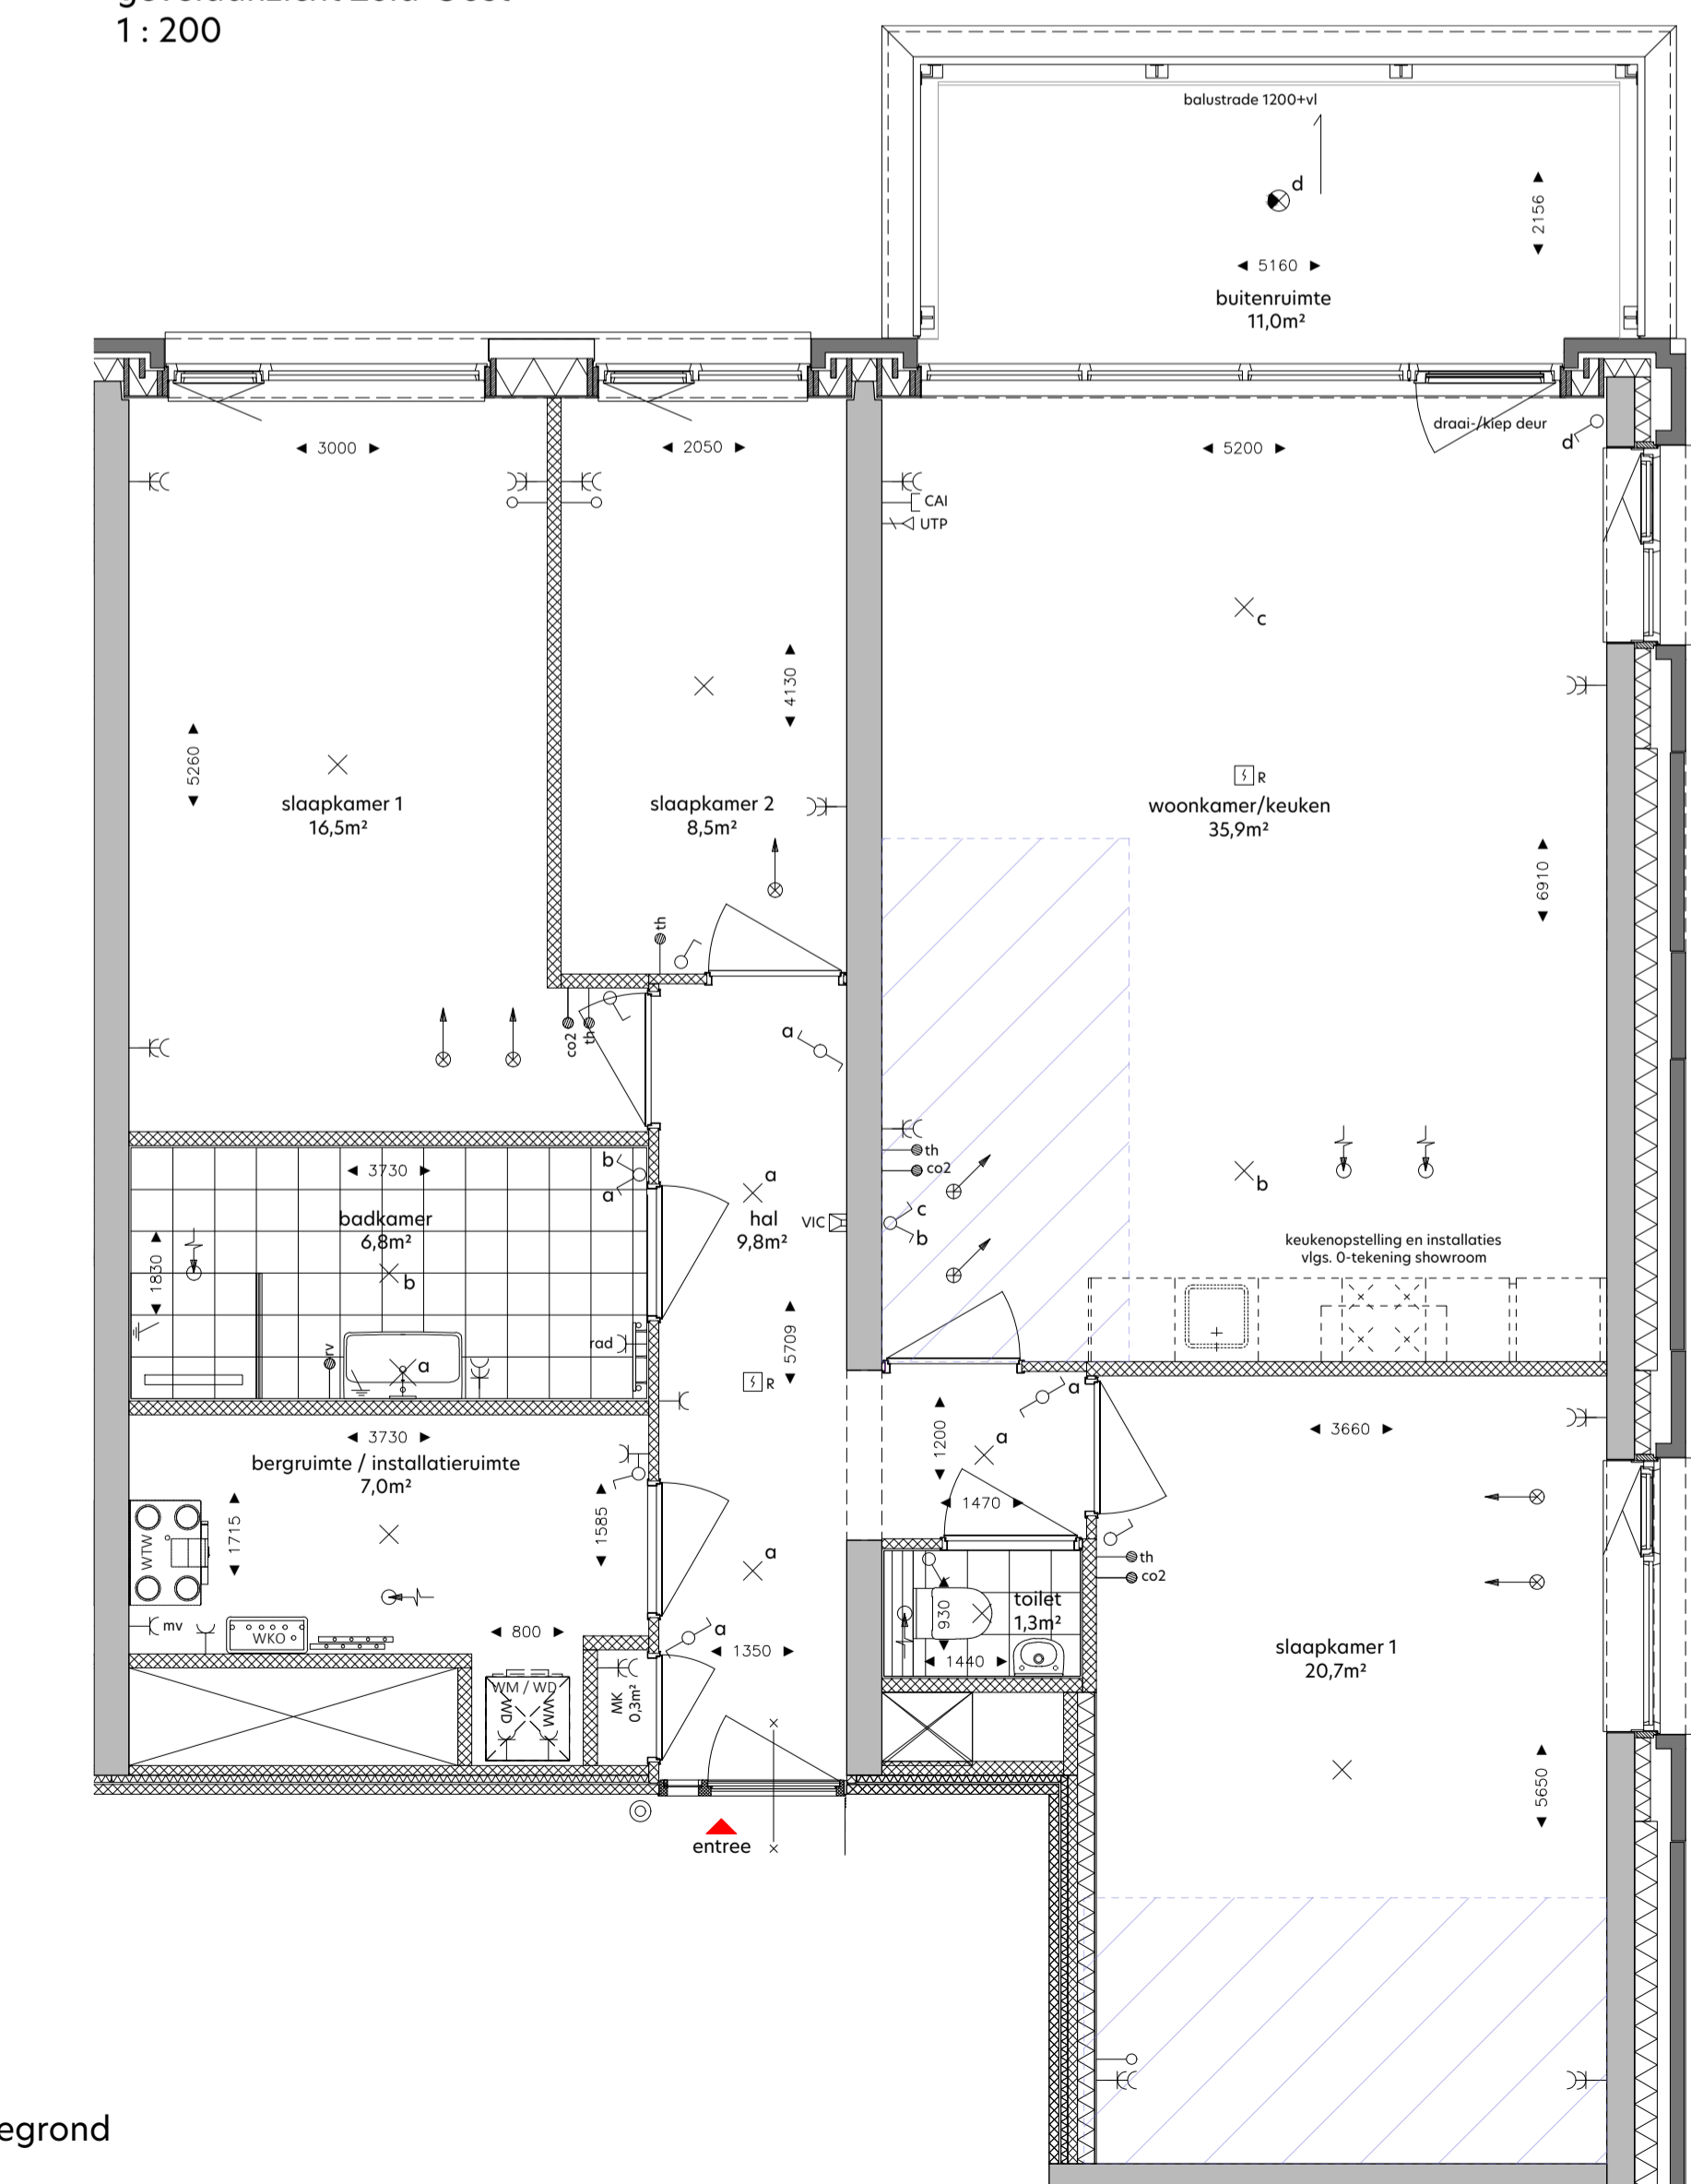 1 : 200
balustrade 1200+vl
d
2156
5160
buitenruimte
11,0m²
3000
2050
5200
draai-/kiep deur
d
CAI
UTP
c
4130
5260
slaapkamer 1
16,5m²
slaapkamer 2
8,5m²
R
woonkamer/keuken
35,9m²
6910
th
co2
th
a
th
co2
3730
b
a
a
b
badkamer
6,8m²
hal
9,8m²
VIC
c
b
1830
b
keukenopstelling en installaties
vlgs. 0-tekening showroom
rv
a
rad
5709
R
a
3730
bergruimte / installatieruimte
7,0m²
1200
a
3660
1470
WTW
1715
1585
a
th
co2
mv
WKO
800
a
1350
930
toilet
1,3m²
1440
slaapkamer 1
20,7m²
WM / WD
WD
WM
MK
0,3m²
5650
entree
egrond